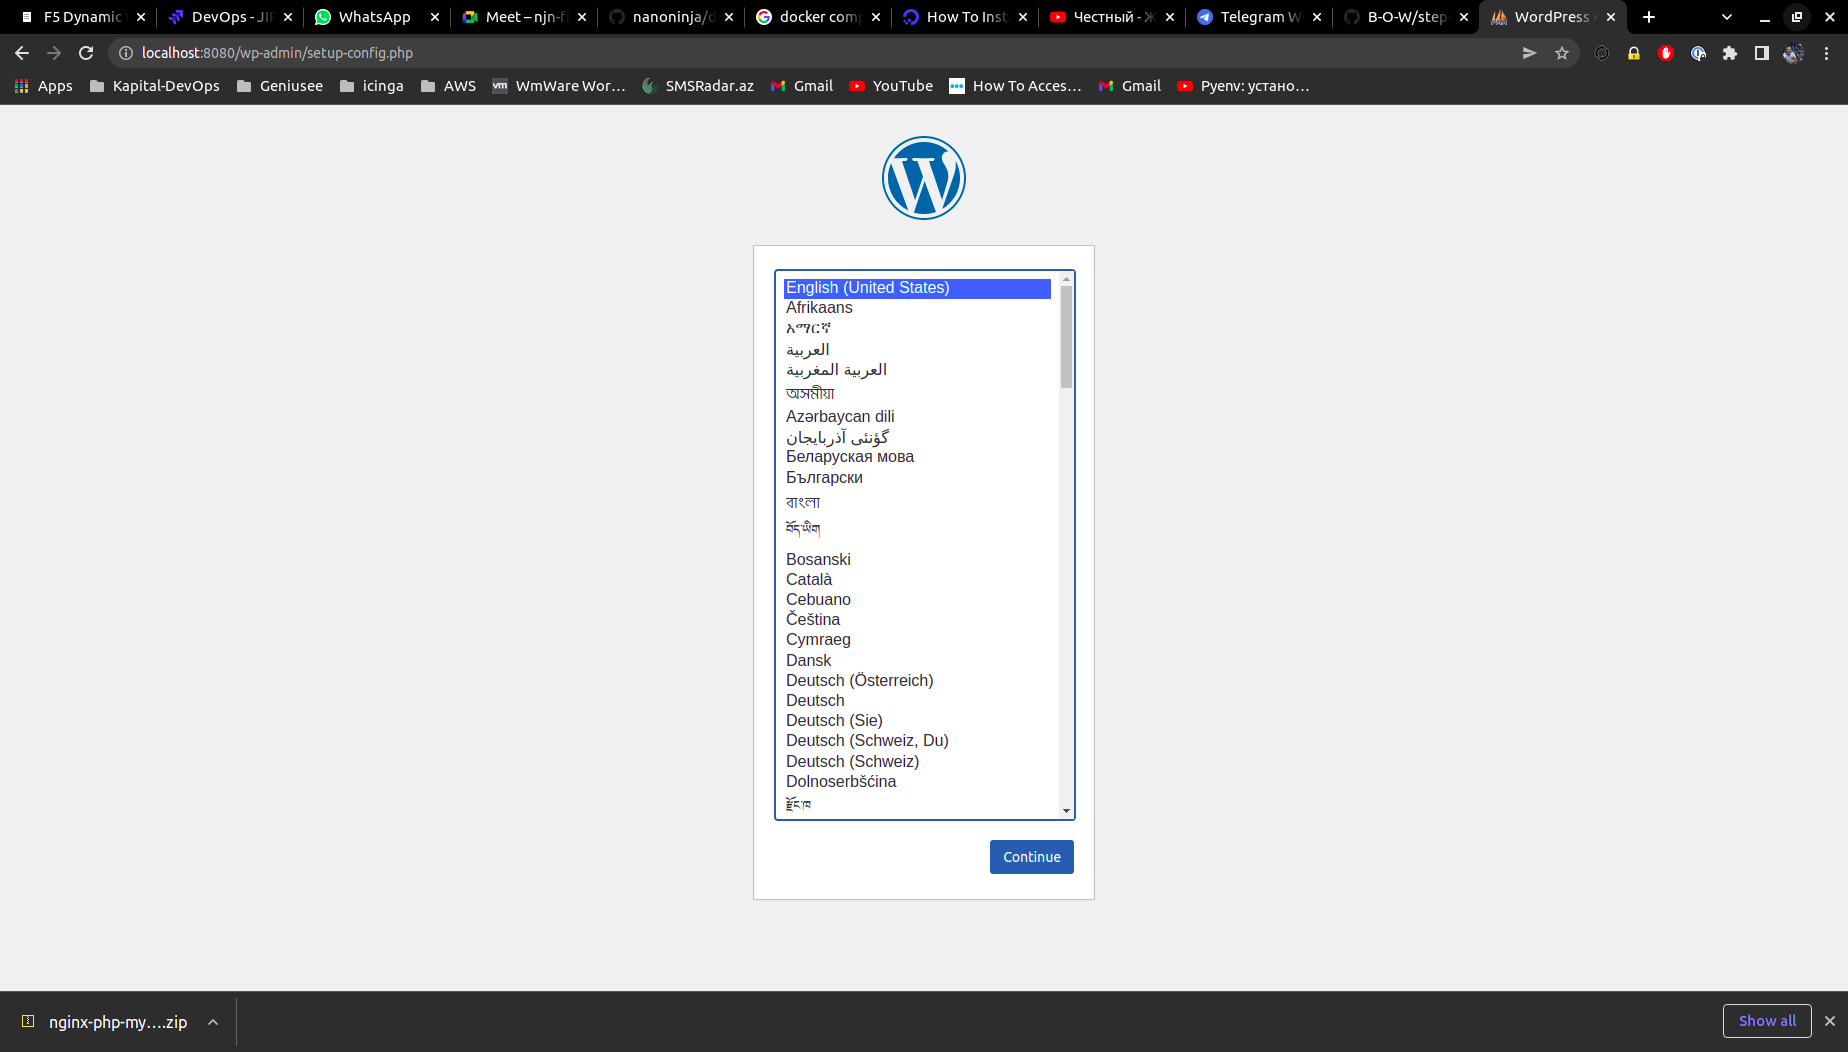 F5 Dynamic
DevOps - JIR
WhatsApp
Meet – njn-f
nanoninja/d
docker comp
How To Inst
Честный - Ж
Telegram W
B-O-W/step
WordPress
localhost:8080/wp-admin/setup-config.php
Apps
Kapital-DevOps
Geniusee
icinga
AWS
vm
WmWare Wor...
SMSRadar.az
Gmail
YouTube
How To Acces...
Gmail
Pyenv: устано...
English (United States)
Afrikaans
አማርኛ
العربية
العربية المغربية
অসমীয়া
Azərbaycan dili
گؤنئی آذربایجان
Беларуская мова
Български
বাংলা
བོད་ཡིག
Bosanski
Català
Cebuano
Čeština
Cymraeg
Dansk
Deutsch (Österreich)
Deutsch
Deutsch (Sie)
Deutsch (Schweiz, Du)
Deutsch (Schweiz)
Dolnoserbšćina
རྫོང་ཁ
Continue
nginx-php-my....zip
Show all